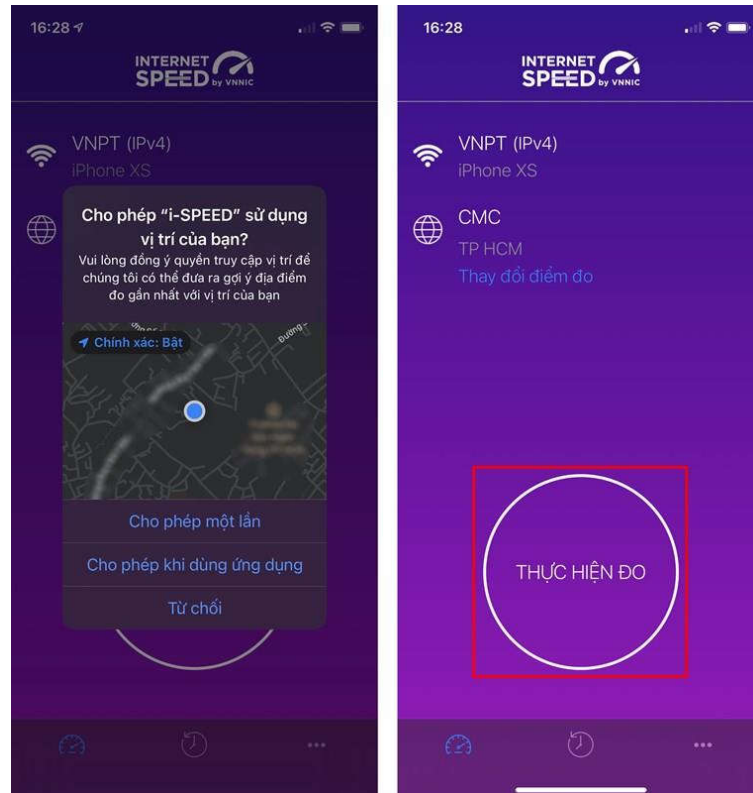 16:28
INTERNET
SPEED by VNNIC
VNPT (IPv4)
iPhone XS
Cho phép “i-SPEED” sử dụng
vị trí của bạn?
Vui lòng đồng ý quyền truy cập vị trí để
chúng tôi có thể đưa ra gợi ý địa điểm
đo gần nhất với vị trí của bạn
Chính xác: Bật
Đường
Cho phép một lần
Cho phép khi dùng ứng dụng
Từ chối
16:28
INTERNET
SPEED by VNNIC
VNPT (IPv4)
iPhone XS
CMC
TP HCM
Thay đổi điểm đo
THỰC HIỆN ĐO